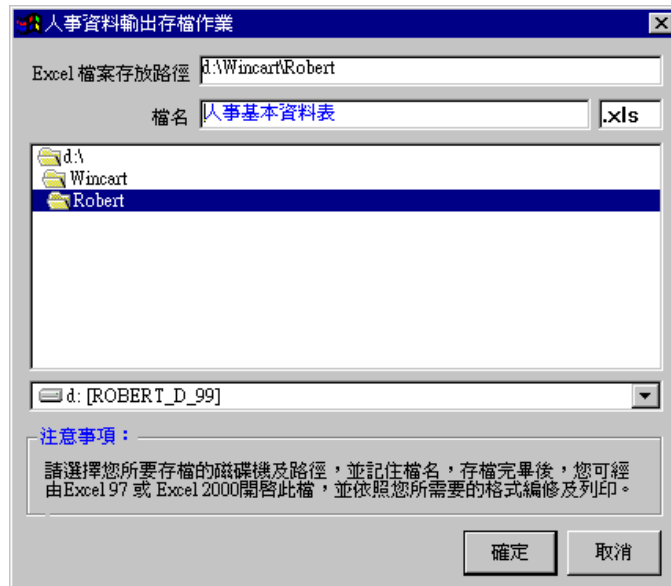 人事資料輸出存檔作業
Excel 檔案存放路徑 d:\Wincart\Robert
檔名 人事基本資料表 .xls
d:\
Wincart
Robert
d: [ROBERT_D_99]
注意事項：
請選擇您所要存檔的磁碟機及路徑，並記住檔名，存檔完畢後，您可經
由Excel 97 或 Excel 2000開啓此檔，並依照您所需要的格式編修及列印。
確定 取消